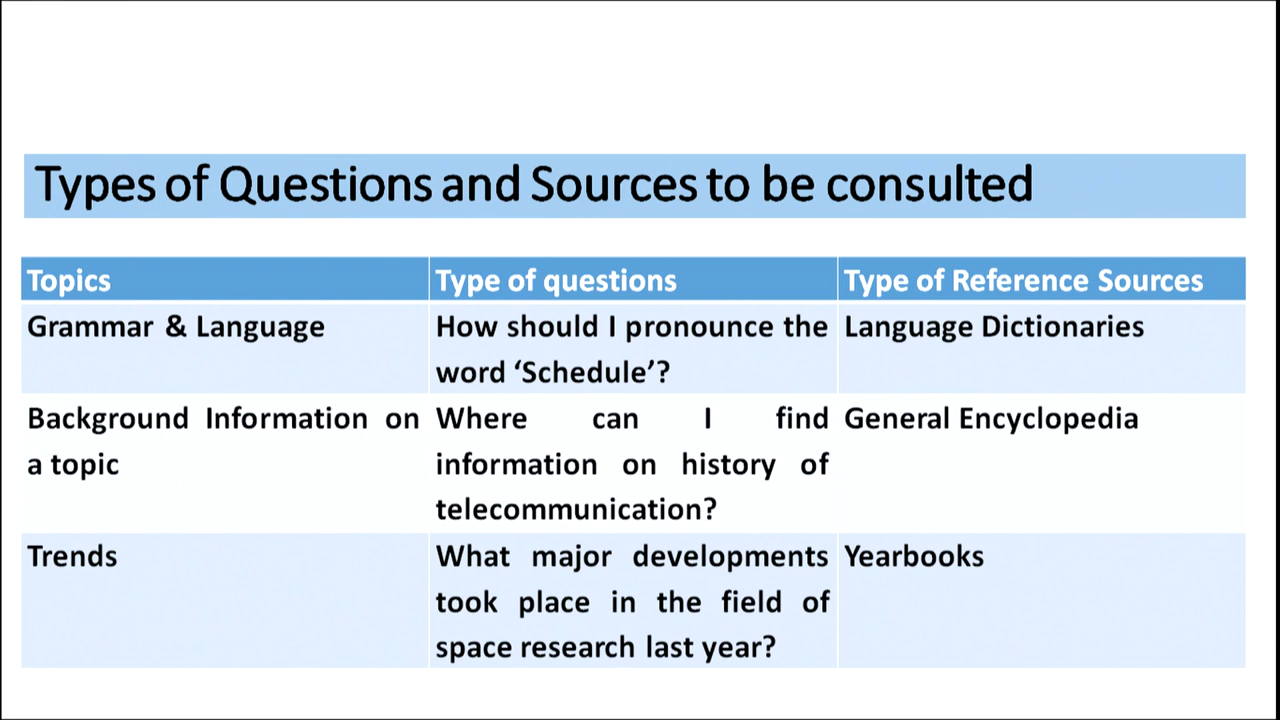 Types of Questions and Sources to be consulted
Topics
Type of questions
Type of Reference Sources
Grammar & Language
How should I pronounce the
word ‘Schedule’?
Language Dictionaries
Background Information on
a topic
Where can I find
information on history of
telecommunication?
General Encyclopedia
Trends
What major developments
took place in the field of
space research last year?
Yearbooks